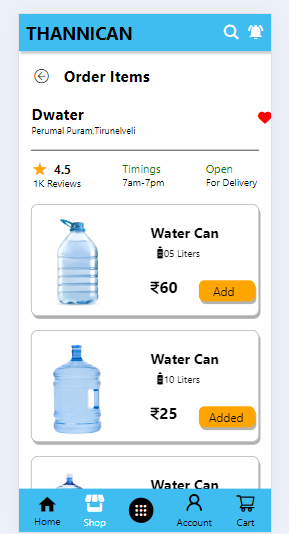 THANNICAN
Order Items
Dwater
Perumal Puram,Tirunelveli
4.5 Timings Open
1K Reviews 7am-7pm For Delivery
Water Can
05 Liters
₹60 Add
Water Can
10 Liters
₹25 Added
Water Can
Home Shop Account Cart